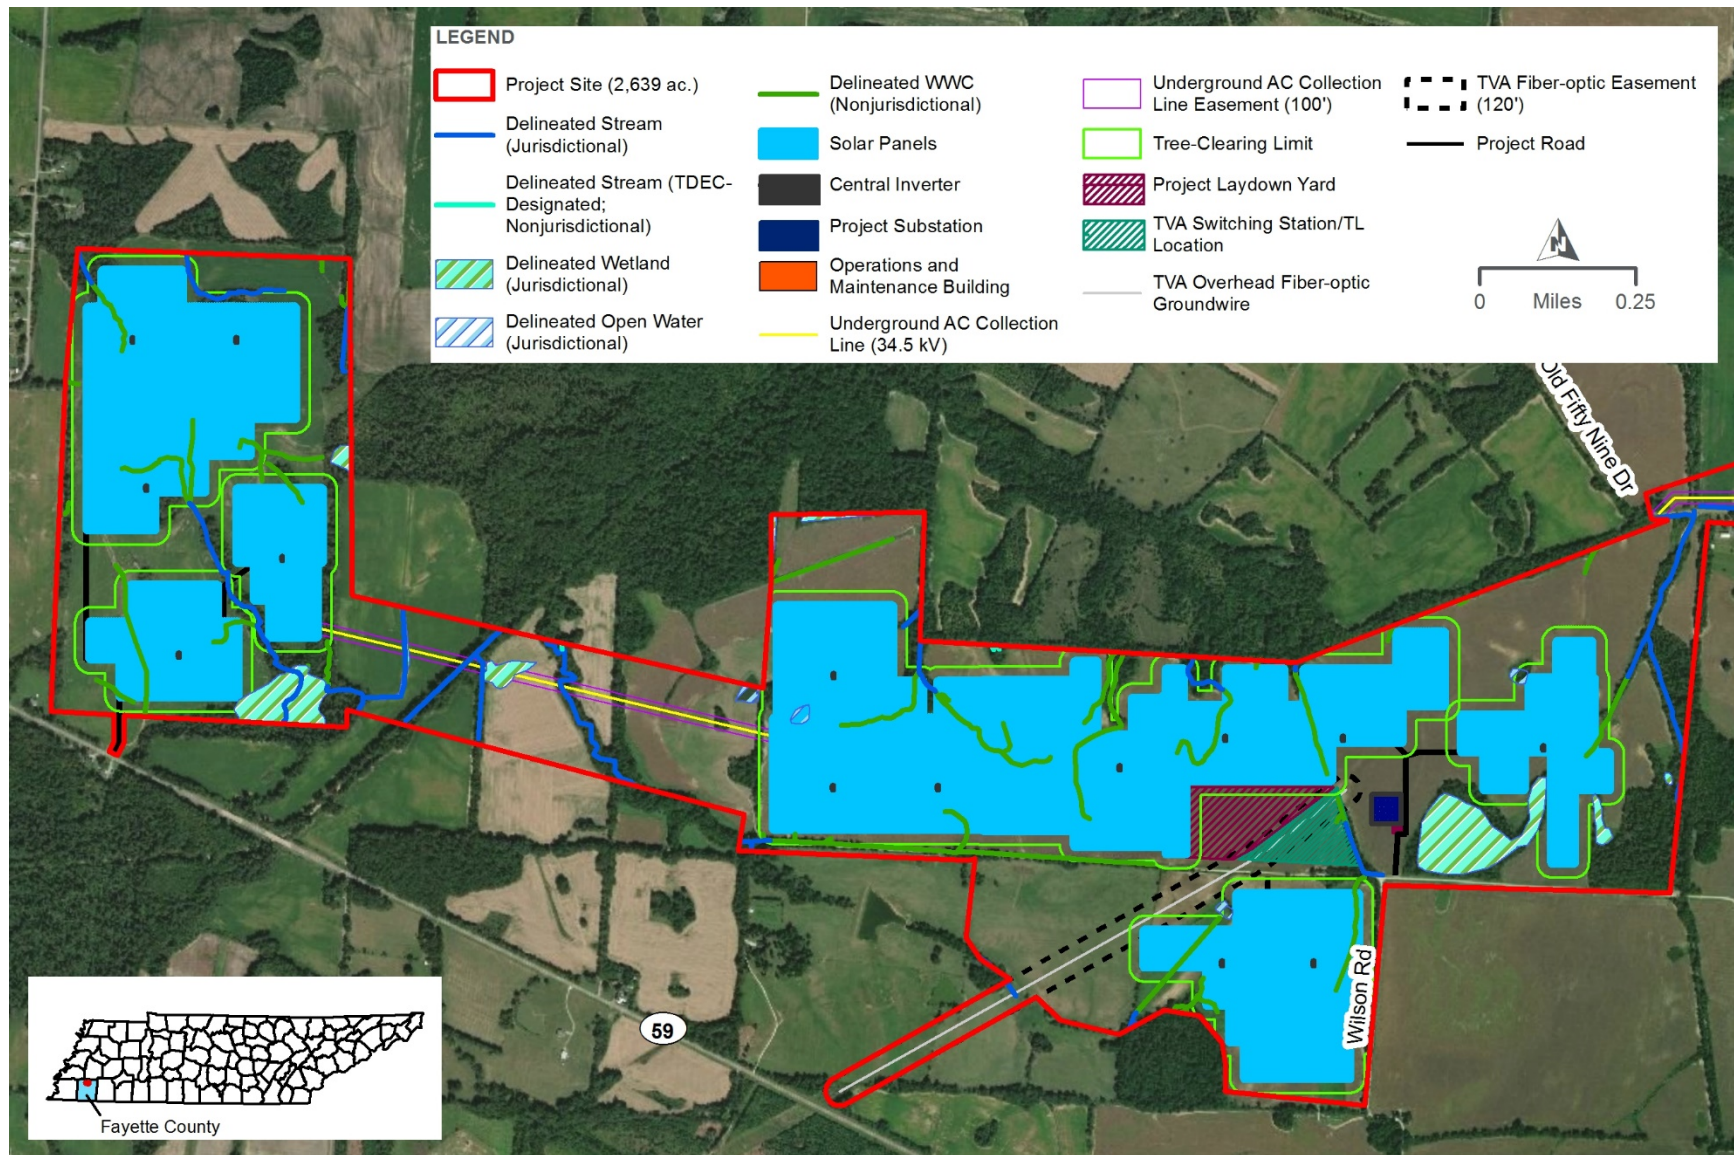 LEGEND
Project Site (2,639 ac.)
Delineated Stream
(Jurisdictional)
Delineated Stream (TDEC-
Designated;
Nonjurisdictional)
Delineated Wetland
(Jurisdictional)
Delineated Open Water
(Jurisdictional)
Delineated WWC
(Nonjurisdictional)
Solar Panels
Central Inverter
Project Substation
Operations and
Maintenance Building
Underground AC Collection
Line (34.5 kV)
Underground AC Collection
Line Easement (100')
Tree-Clearing Limit
Project Laydown Yard
TVA Switching Station/TL
Location
TVA Overhead Fiber-optic
Groundwire
TVA Fiber-optic Easement
(120')
Project Road
N
0 Miles 0.25
Old Fifty Nine Dr
Wilson Rd
59
Fayette County